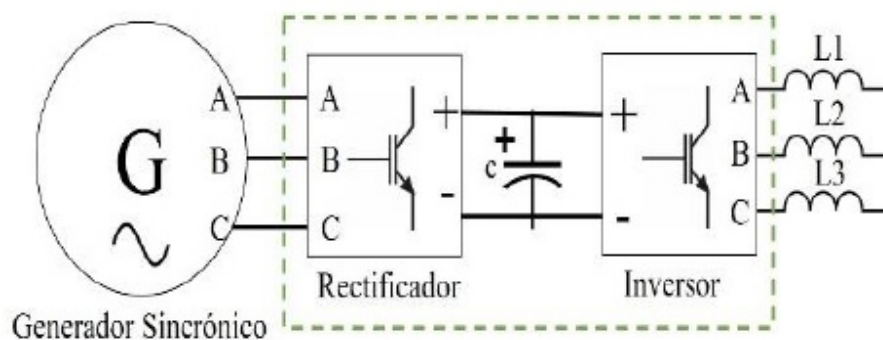 G
Generador Sincrónico
A
B
C
A
B
C
+
-
Rectificador
+
c
+
-
A
B
C
Inversor
L1
L2
L3